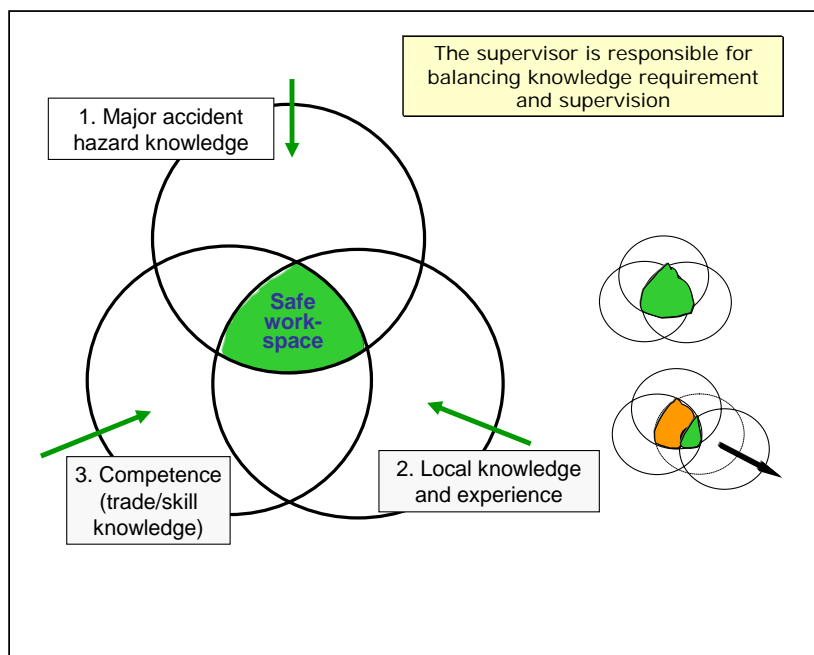 The supervisor is responsible for
balancing knowledge requirement
and supervision
1. Major accident
hazard knowledge
Safe
work-
space
3. Competence
(trade/skill
knowledge)
2. Local knowledge
and experience